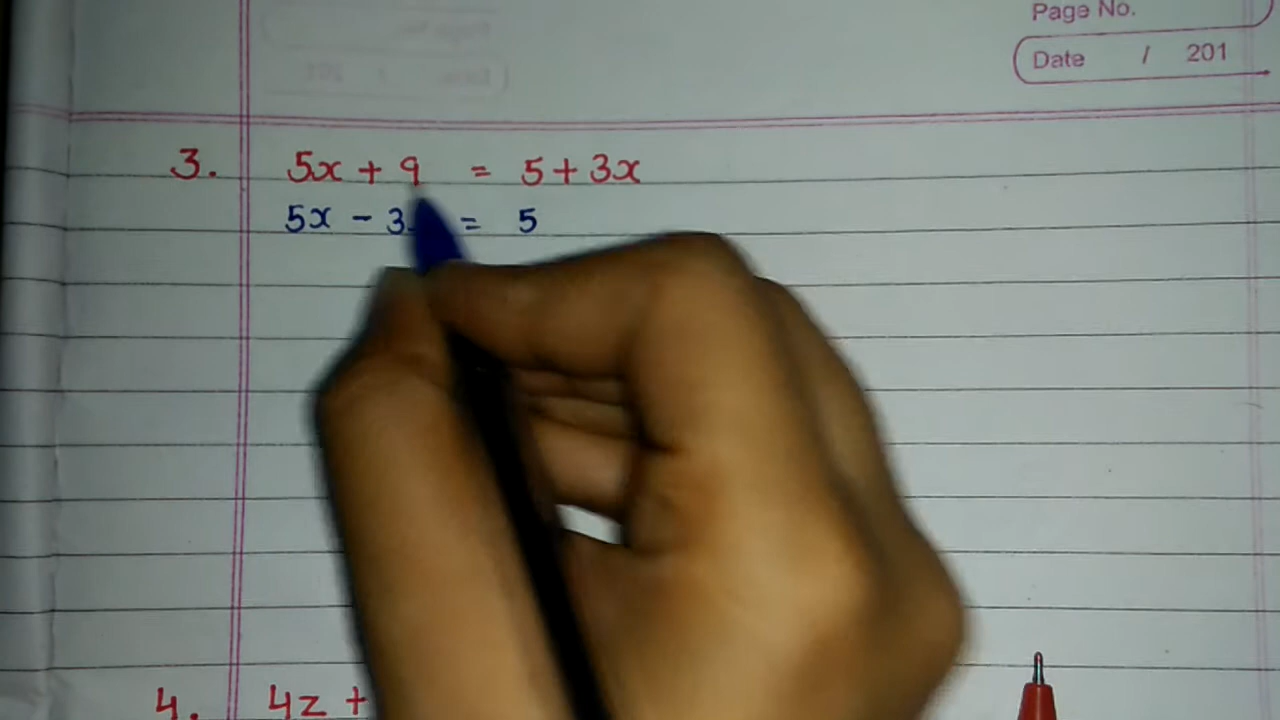 Page No.
Date / 201
3. 5x + 9 = 5 + 3x
5x - 3 = 5
4. 4z +